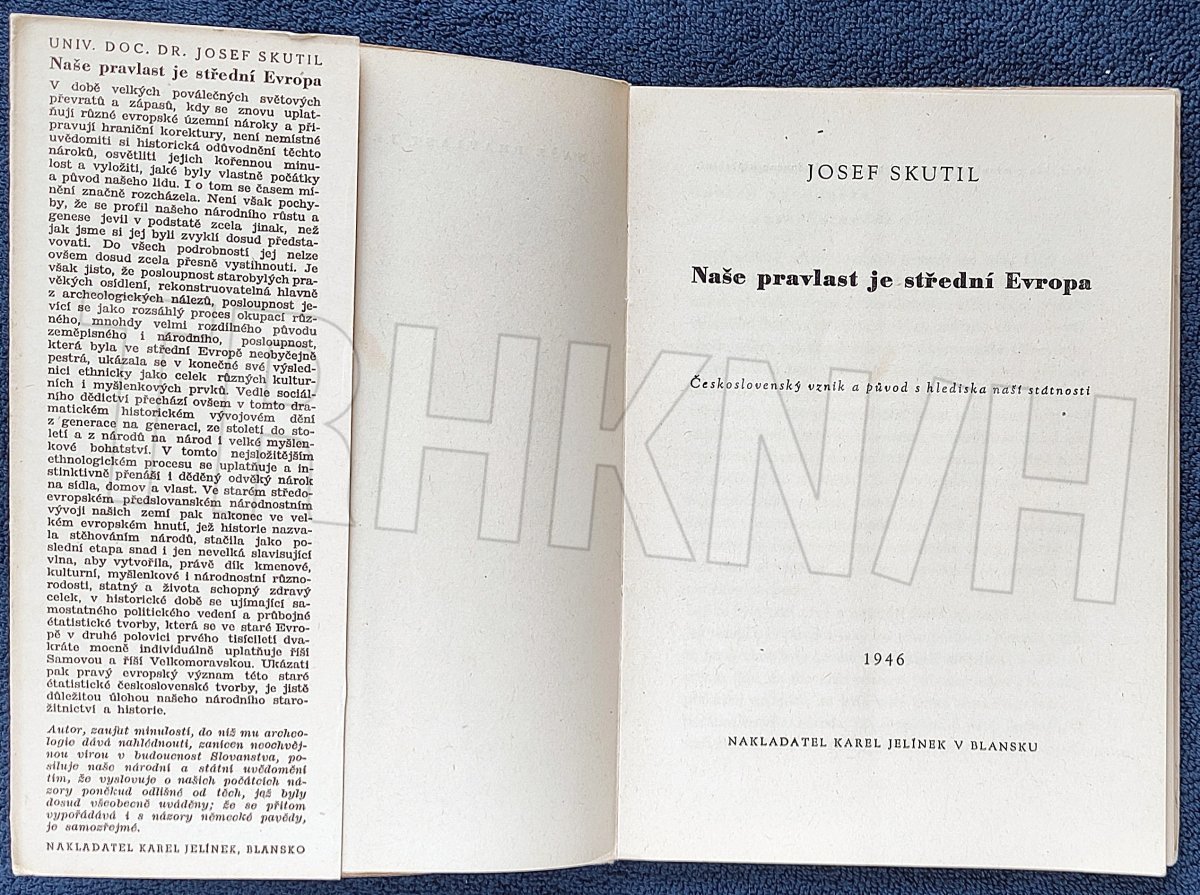 UNIV. DOC. DR. JOSEF SKUTIL
Naše pravlast je střední Evropa
V době velkých poválečných světových
převratů a zápasů, kdy se znovu uplat-
ňují různé evropské územní nároky a při-
pravují hraniční korektury, není nemístné
uvědomiti si historická odůvodnění těchto
nároků, osvětliti jejich kořennou minu-
lost a vyložiti, jaké byly vlastně počátky
a původ našeho lidu. I o tom se časem mí-
nění značně rozcházela. Není však pochy-
by, že se profil našeho národního růstu a
genese jevil v podstatě zcela jinak, než
jak jsme si jej byli zvyklí dosud představo-
vati. Do všech podrobností jej nelze
ovšem dosud zcela přesně vystihnouti. Je
však jisto, že posloupnost starobylých pra-
věkých osídlení, rekonstruovatelná hlavně
z archeologických nálezů, posloupnost je-
vící se jako rozsáhlý proces okupací růz-
ného, mnohdy velmi rozdílného původu
zeměpisného i národního, posloupnost,
která byla ve střední Evropě neobyčejně
pestrá, ukázala se v konečné své výsled-
nici ethnicky jako celek různých kultur-
ních i myšlenkových prvků. Vedle sociál-
ního dědictví přechází ovšem v tomto dra-
matickém historickém vývojovém dění
z generace na generaci, ze století do sto-
letí a z národů na národ i velké myšlen-
kové bohatství. V tomto nejsložitějším
ethnologickém procesu se uplatňuje a in-
stinktivně přenáší i děděný odvěký nárok
na sídla, domov a vlast. Ve starém středo-
evropském předslovanském národnostním
vývoji našich zemí pak nakonec ve vel-
kém evropském hnutí, jež historie nazva-
la stěhováním národů, stačila jako po-
slední etapa snad i jen nevelká slavisující
vlna, aby vytvořila, právě dík kmenové,
kulturní, myšlenkové i národnostní různo-
rodosti, statný a života schopný zdravý
celek, v historické době se ujímající sa-
mostatného politického vedení a průbojné
étatistické tvorby, která se ve staré Evro-
pě v druhé polovici prvého tisíciletí dva-
kráte mocně individuálně uplatňuje říší
Samovou a říší Velkomoravskou. Ukázati
pak pravý evropský význam této staré
étatistické československé tvorby, je jistě
důležitou úlohou našeho národního staro-
žitnictví a historie.
Autor, zaujat minulostí, do níž mu archeo-
logie dává nahlédnouti, zanícen neochvěj-
nou vírou v budoucnost Slovanstva, po-
siluje naše národní a státní uvědomění
tím, že vyslovuje o našich počátcích ná-
zory poněkud odlišné od těch, jaž byly
dosud všeobecně uváděny; že se přitom
vypořádává i s názory německé pavědy,
je samozřejmé.
NAKLADATEL KAREL JELÍNEK, BLANSKO
JOSEF SKUTIL
Naše pravlast je střední Evropa
Československý vznik a původ s hlediska naší státnosti
1946
NAKLADATEL KAREL JELÍNEK V BLANSKU
TRHKNIH